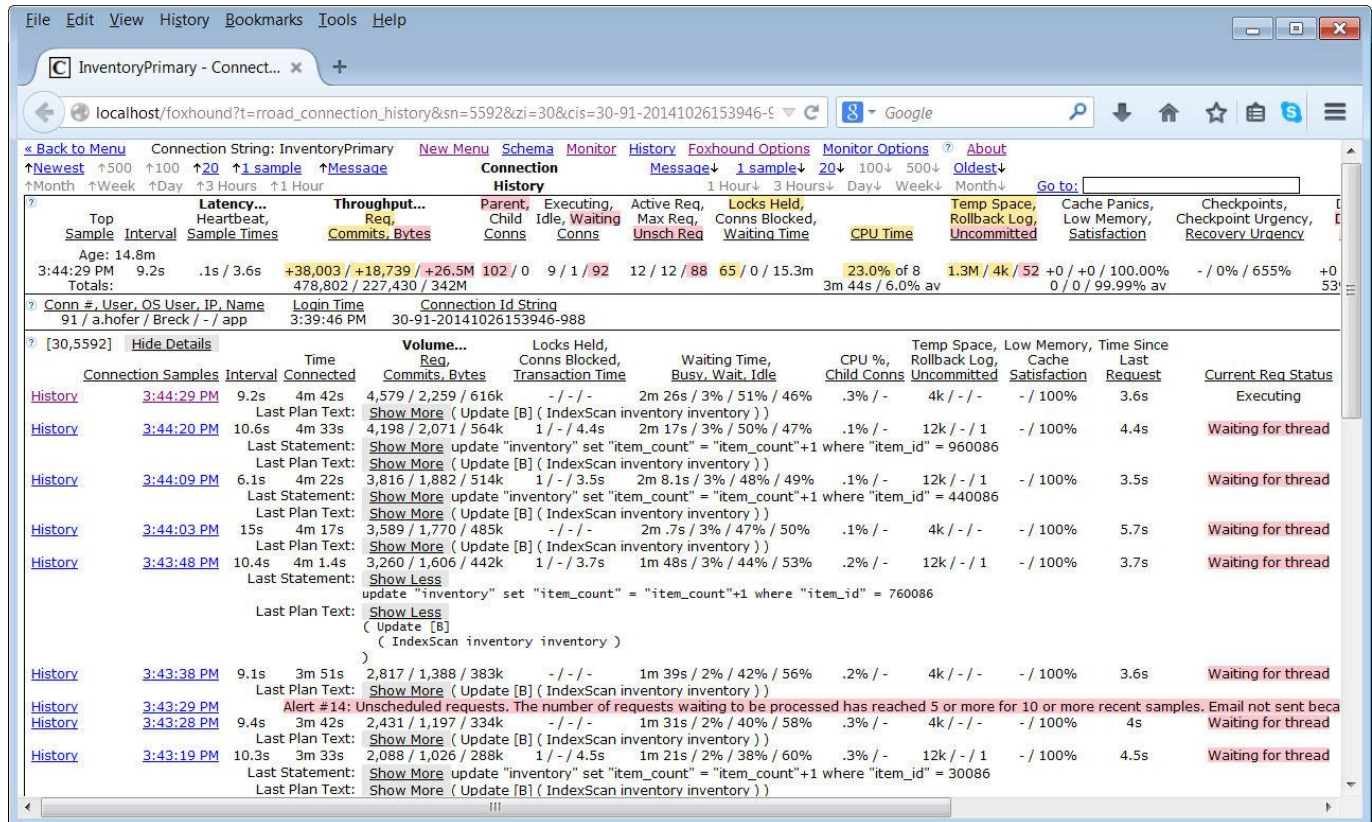 File Edit View History Bookmarks Tools Help
C InventoryPrimary - Connect... × +
localhost/foxhound?t=rroad_connection_history&sn=5592&zi=30&cis=30-91-20141026153946-9 Google
« Back to Menu Connection String: InventoryPrimary New Menu Schema Monitor History Foxhound Options Monitor Options ? About
↑Newest ↑500 ↑100 ↑20 ↑1 sample ↑Message Connection Message↓ 1 sample↓ 20↓ 100↓ 500↓ Oldest↓
↑Month ↑Week ↑Day ↑3 Hours ↑1 Hour History 1 Hour↓ 3 Hours↓ Day↓ Week↓ Month↓ Go to:
? Latency... Throughput... Parent, Executing, Active Req, Locks Held, Temp Space, Cache Panics, Checkpoints,
Top Heartbeat, Req, Child Idle, Waiting Max Req, Conns Blocked, Rollback Log, Low Memory, Checkpoint Urgency,
Sample Interval Sample Times Commits, Bytes Conns Conns Unsch Req Waiting Time CPU Time Uncommitted Satisfaction Recovery Urgency
Age: 14.8m
3:44:29 PM 9.2s .1s / 3.6s +38,003 / +18,739 / +26.5M 102 / 0 9 / 1 / 92 12 / 12 / 88 65 / 0 / 15.3m 23.0% of 8 1.3M / 4k / 52 +0 / +0 / 100.00% - / 0% / 655% +0
Totals: 478,802 / 227,430 / 342M 3m 44s / 6.0% av 0 / 0 / 99.99% av 53
? Conn #, User, OS User, IP, Name Login Time Connection Id String
91 / a.hofer / Breck / - / app 3:39:46 PM 30-91-20141026153946-988
? [30,5592] Hide Details Volume... Locks Held, Temp Space, Low Memory, Time Since
Time Req, Conns Blocked, Waiting Time, CPU %, Rollback Log, Cache Last
Connection Samples Interval Connected Commits, Bytes Transaction Time Busy, Wait, Idle Child Conns Uncommitted Satisfaction Request Current Req Status
History 3:44:29 PM 9.2s 4m 42s 4,579 / 2,259 / 616k - / - / - 2m 26s / 3% / 51% / 46% .3% / - 4k / - / - - / 100% 3.6s Executing
Last Plan Text: Show More ( Update [B] ( IndexScan inventory inventory ) )
History 3:44:20 PM 10.6s 4m 33s 4,198 / 2,071 / 564k 1 / - / 4.4s 2m 17s / 3% / 50% / 47% .1% / - 12k / - / 1 - / 100% 4.4s Waiting for thread
Last Statement: Show More update "inventory" set "item_count" = "item_count"+1 where "item_id" = 960086
Last Plan Text: Show More ( Update [B] ( IndexScan inventory inventory ) )
History 3:44:09 PM 6.1s 4m 22s 3,816 / 1,882 / 514k 1 / - / 3.5s 2m 8.1s / 3% / 48% / 49% .1% / - 12k / - / 1 - / 100% 3.5s Waiting for thread
Last Statement: Show More update "inventory" set "item_count" = "item_count"+1 where "item_id" = 440086
Last Plan Text: Show More ( Update [B] ( IndexScan inventory inventory ) )
History 3:44:03 PM 15s 4m 17s 3,589 / 1,770 / 485k - / - / - 2m .7s / 3% / 47% / 50% .1% / - 4k / - / - - / 100% 5.7s Waiting for thread
Last Plan Text: Show More ( Update [B] ( IndexScan inventory inventory ) )
History 3:43:48 PM 10.4s 4m 1.4s 3,260 / 1,606 / 442k 1 / - / 3.7s 1m 48s / 3% / 44% / 53% .2% / - 12k / - / 1 - / 100% 3.7s Waiting for thread
Last Statement: Show Less
update "inventory" set "item_count" = "item_count"+1 where "item_id" = 760086
Last Plan Text: Show Less
( Update [B]
( IndexScan inventory inventory )
)
History 3:43:38 PM 9.1s 3m 51s 2,817 / 1,388 / 383k - / - / - 1m 39s / 2% / 42% / 56% .2% / - 4k / - / - - / 100% 3.6s Waiting for thread
Last Plan Text: Show More ( Update [B] ( IndexScan inventory inventory ) )
History 3:43:29 PM Alert #14: Unscheduled requests. The number of requests waiting to be processed has reached 5 or more for 10 or more recent samples. Email not sent beca
History 3:43:28 PM 9.4s 3m 42s 2,431 / 1,197 / 334k - / - / - 1m 31s / 2% / 40% / 58% .3% / - 4k / - / - - / 100% 4s Waiting for thread
Last Plan Text: Show More ( Update [B] ( IndexScan inventory inventory ) )
History 3:43:19 PM 10.3s 3m 33s 2,088 / 1,026 / 288k 1 / - / 4.5s 1m 21s / 2% / 38% / 60% .3% / - 12k / - / 1 - / 100% 4.5s Waiting for thread
Last Statement: Show More update "inventory" set "item_count" = "item_count"+1 where "item_id" = 30086
Last Plan Text: Show More ( Update [B] ( IndexScan inventory inventory ) )